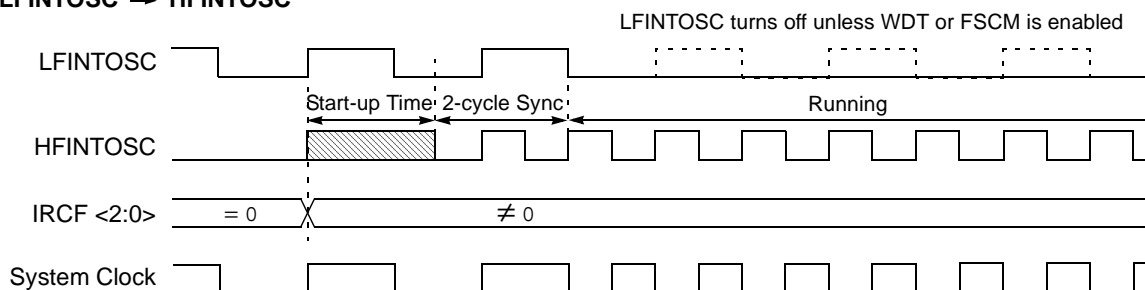 LFINTOSC → HFINTOSC
LFINTOSC turns off unless WDT or FSCM is enabled
LFINTOSC
Start-up Time 2-cycle Sync Running
HFINTOSC
IRCF <2:0> = 0 ≠ 0
System Clock